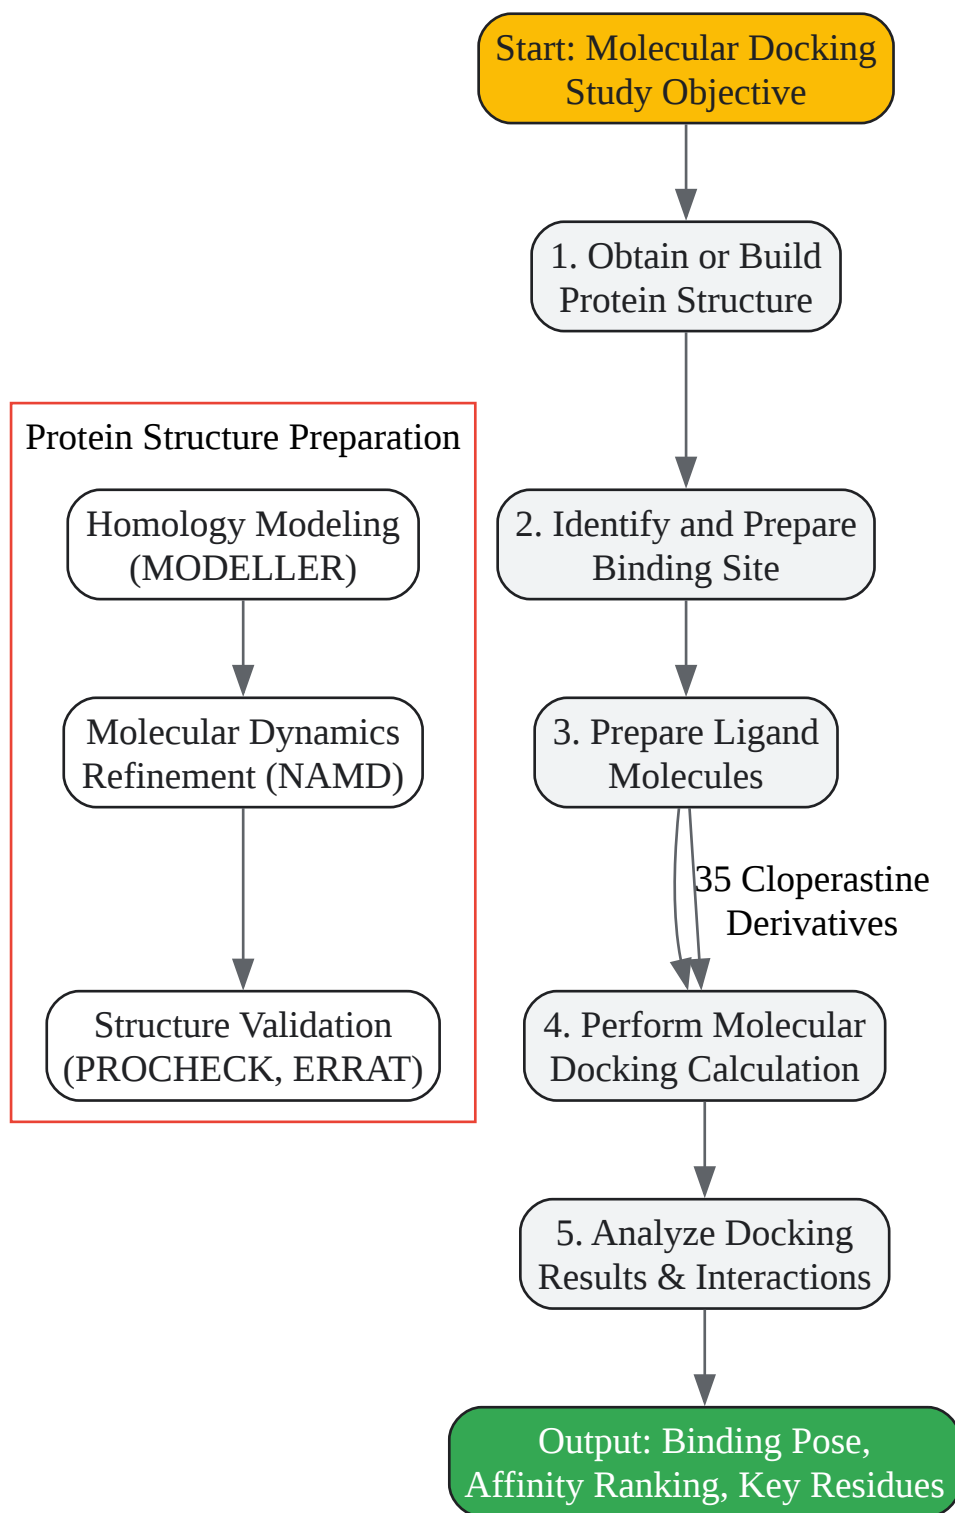 Start: Molecular Docking
Study Objective
1. Obtain or Build
Protein Structure
Protein Structure Preparation
Homology Modeling
(MODELLER)
Molecular Dynamics
Refinement (NAMD)
Structure Validation
(PROCHECK, ERRAT)
2. Identify and Prepare
Binding Site
3. Prepare Ligand
Molecules
35 Cloperastine
Derivatives
4. Perform Molecular
Docking Calculation
5. Analyze Docking
Results & Interactions
Output: Binding Pose,
Affinity Ranking, Key Residues